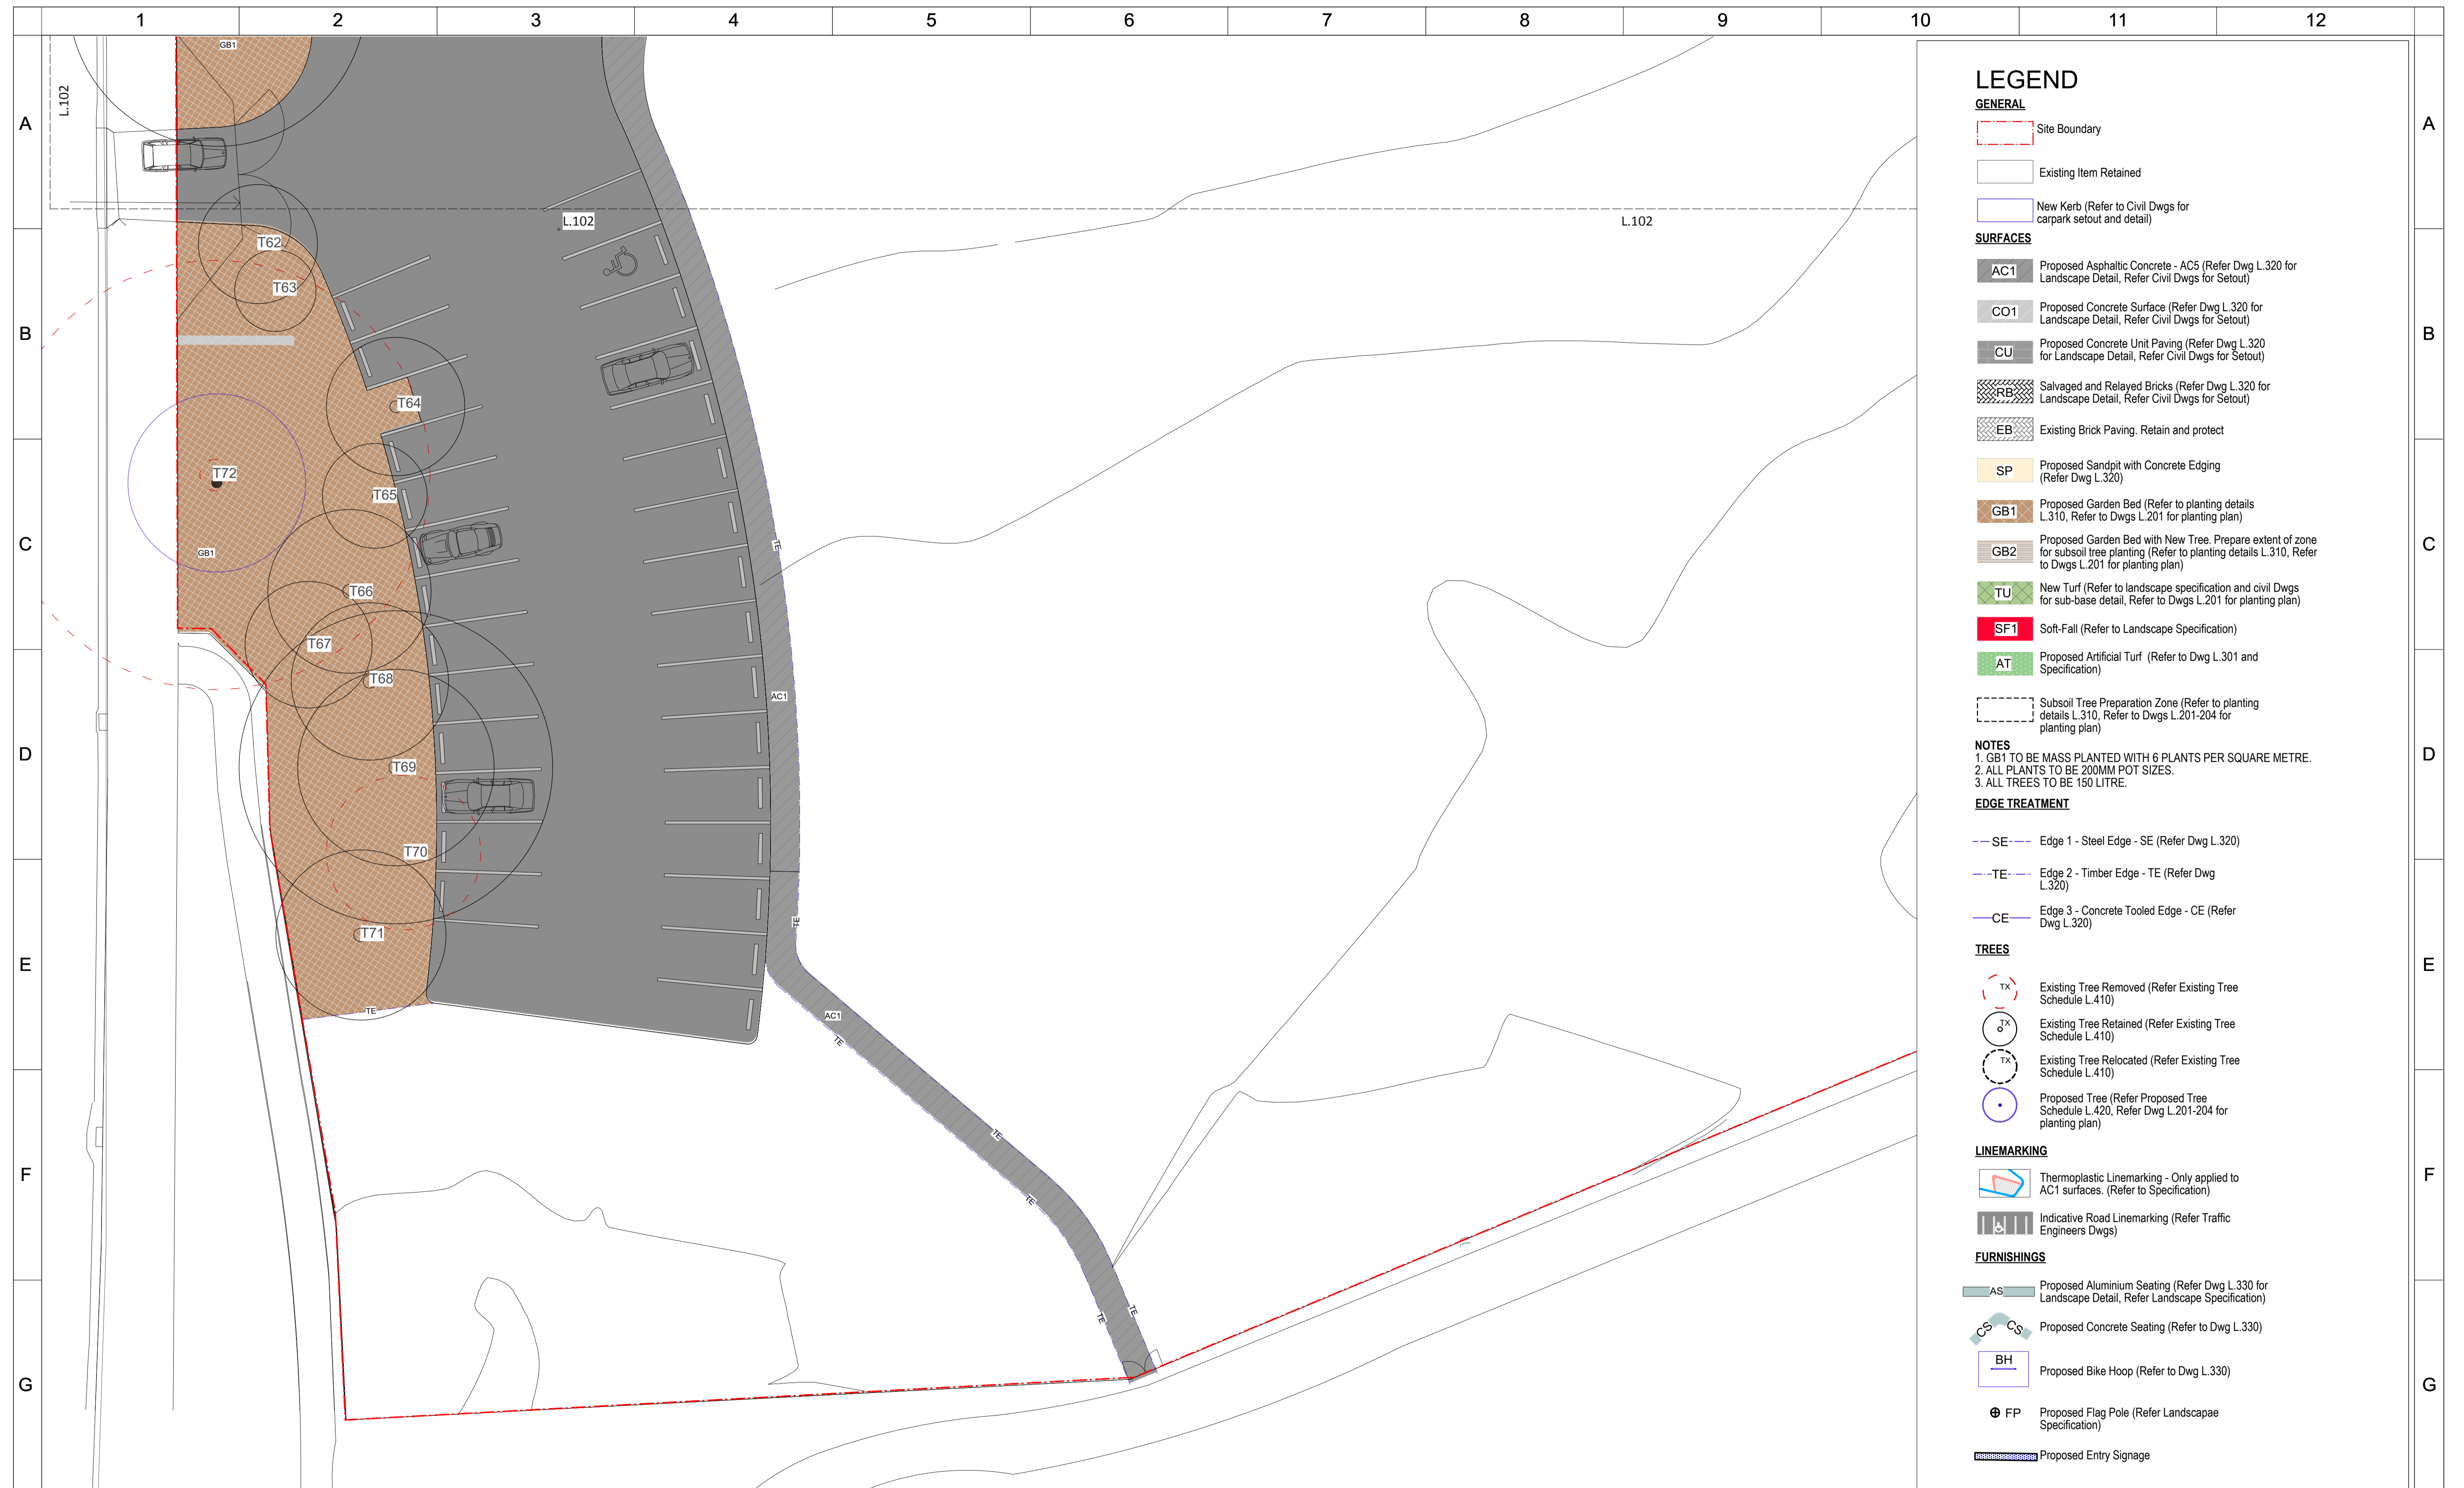 1 2 3 4 5 6 7 8 9 10 11 12
A
B
C
D
E
F
G
L.102
GB1
L.102
L.102
T62
T63
T64
T72
T65
GB1
T66
T67
T68
T69
T70
T71
TE
TE
AC1
TE
AC1
TE
TE
TE
TE
TE
LEGEND
GENERAL
Site Boundary
Existing Item Retained
New Kerb (Refer to Civil Dwgs for
carpark setout and detail)
SURFACES
AC1
Proposed Asphaltic Concrete - AC5 (Refer Dwg L.320 for
Landscape Detail, Refer Civil Dwgs for Setout)
CO1
Proposed Concrete Surface (Refer Dwg L.320 for
Landscape Detail, Refer Civil Dwgs for Setout)
CU
Proposed Concrete Unit Paving (Refer Dwg L.320
for Landscape Detail, Refer Civil Dwgs for Setout)
RB
Salvaged and Relayed Bricks (Refer Dwg L.320 for
Landscape Detail, Refer Civil Dwgs for Setout)
EB
Existing Brick Paving. Retain and protect
SP
Proposed Sandpit with Concrete Edging
(Refer Dwg L.320)
GB1
Proposed Garden Bed (Refer to planting details
L.310, Refer to Dwgs L.201 for planting plan)
GB2
Proposed Garden Bed with New Tree. Prepare extent of zone
for subsoil tree planting (Refer to planting details L.310, Refer
to Dwgs L.201 for planting plan)
TU
New Turf (Refer to landscape specification and civil Dwgs
for sub-base detail, Refer to Dwgs L.201 for planting plan)
SF1
Soft-Fall (Refer to Landscape Specification)
AT
Proposed Artificial Turf (Refer to Dwg L.301 and
Specification)
Subsoil Tree Preparation Zone (Refer to planting
details L.310, Refer to Dwgs L.201-204 for
planting plan)
NOTES
1. GB1 TO BE MASS PLANTED WITH 6 PLANTS PER SQUARE METRE.
2. ALL PLANTS TO BE 200MM POT SIZES.
3. ALL TREES TO BE 150 LITRE.
EDGE TREATMENT
SE
Edge 1 - Steel Edge - SE (Refer Dwg L.320)
TE
Edge 2 - Timber Edge - TE (Refer Dwg
L.320)
CE
Edge 3 - Concrete Tooled Edge - CE (Refer
Dwg L.320)
TREES
TX
Existing Tree Removed (Refer Existing Tree
Schedule L.410)
TX
Existing Tree Retained (Refer Existing Tree
Schedule L.410)
TX
Existing Tree Relocated (Refer Existing Tree
Schedule L.410)
Proposed Tree (Refer Proposed Tree
Schedule L.420, Refer Dwg L.201-204 for
planting plan)
LINEMARKING
Thermoplastic Linemarking - Only applied to
AC1 surfaces. (Refer to Specification)
Indicative Road Linemarking (Refer Traffic
Engineers Dwgs)
FURNISHINGS
AS
Proposed Aluminium Seating (Refer Dwg L.330 for
Landscape Detail, Refer Landscape Specification)
CS CS
Proposed Concrete Seating (Refer to Dwg L.330)
BH
Proposed Bike Hoop (Refer to Dwg L.330)
FP
Proposed Flag Pole (Refer Landscapae
Specification)
Proposed Entry Signage
A
B
C
D
E
F
G